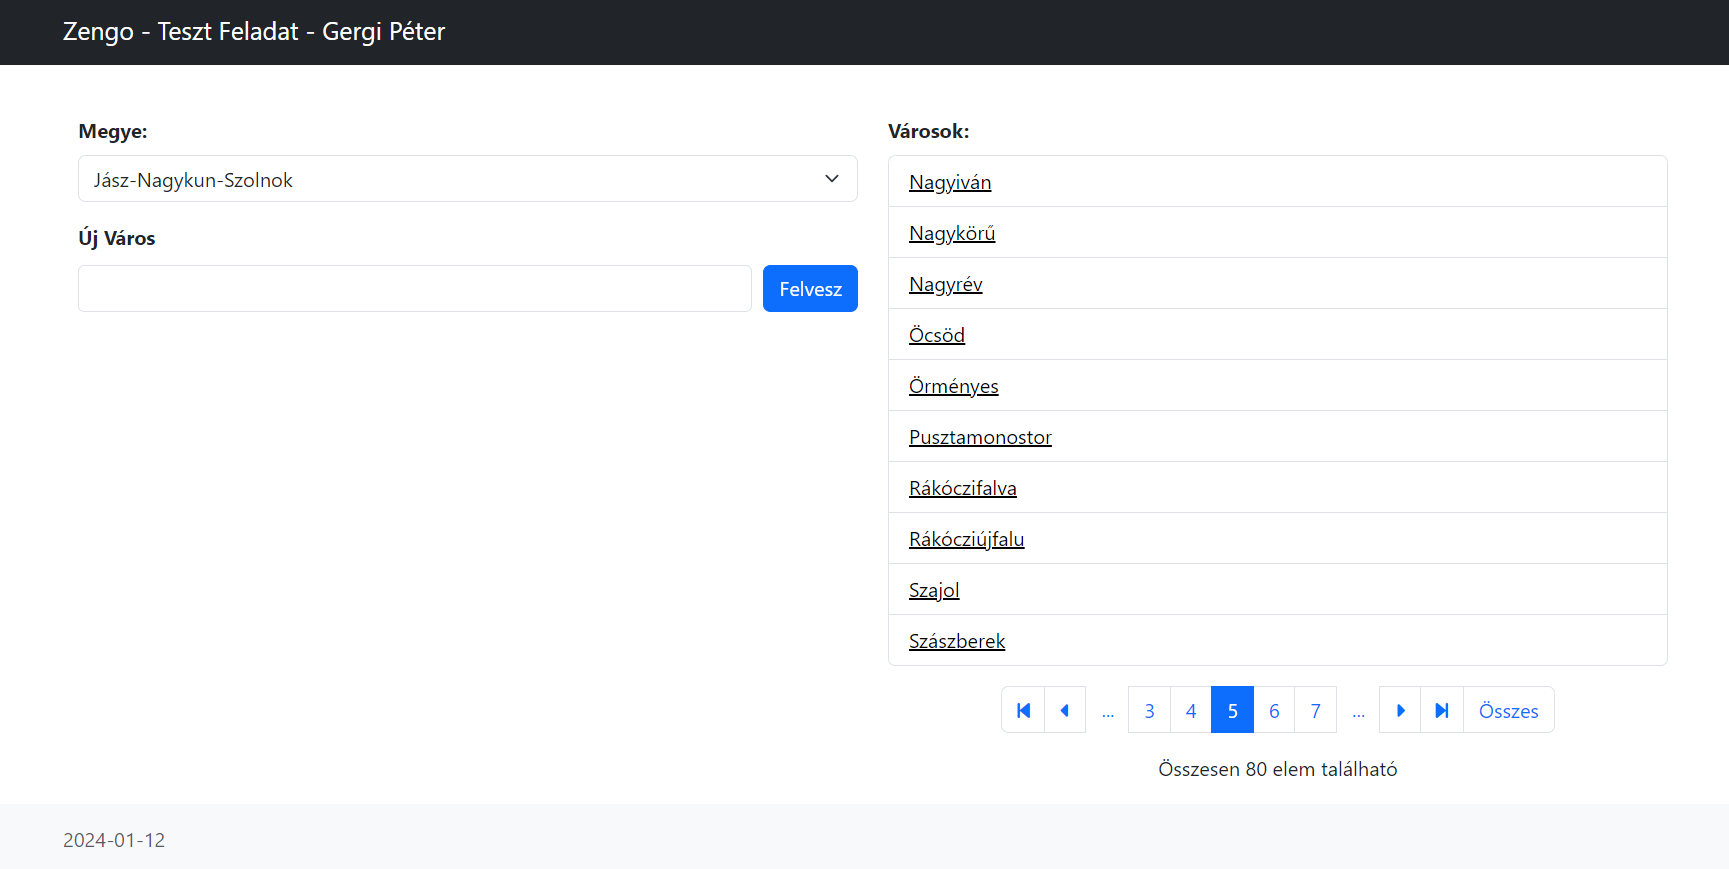 Zengo - Teszt Feladat - Gergi Péter
Megye:
Jász-Nagykun-Szolnok
Új Város
Felvesz
Városok:
Nagyiván
Nagykörű
Nagyrév
Öcsöd
Örményes
Pusztamonostor
Rákóczifalva
Rákócziújfalu
Szajol
Szászberek
... 3 4 5 6 7 ... Összes
Összesen 80 elem található
2024-01-12